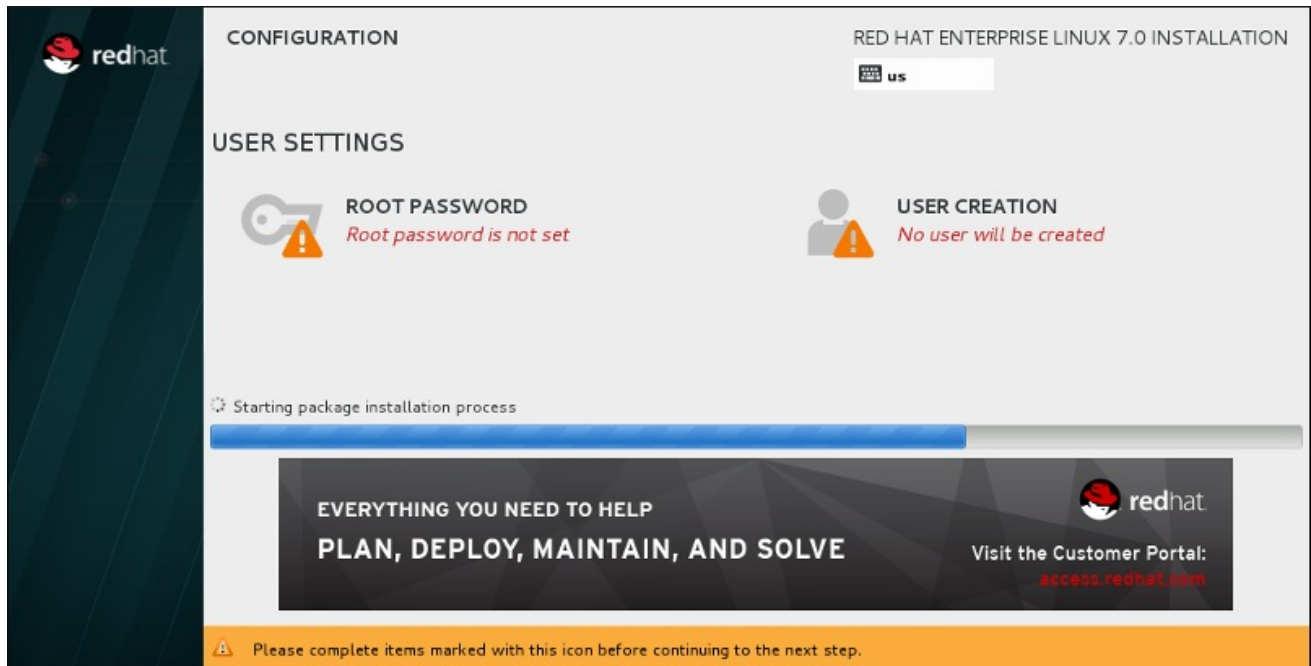 redhat.
CONFIGURATION
RED HAT ENTERPRISE LINUX 7.0 INSTALLATION
us
USER SETTINGS
ROOT PASSWORD
Root password is not set
USER CREATION
No user will be created
Starting package installation process
EVERYTHING YOU NEED TO HELP
PLAN, DEPLOY, MAINTAIN, AND SOLVE
redhat.
Visit the Customer Portal:
access.redhat.com
Please complete items marked with this icon before continuing to the next step.